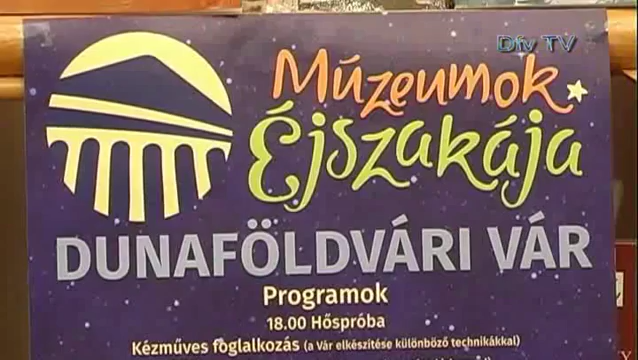 Dfv TV
Múzeumok
Éjszakája
DUNAFÖLDVÁRI VÁR
Programok
18.00 Hőspróba
Kézműves foglalkozás (a Vár elkészítése különböző technikákkal)